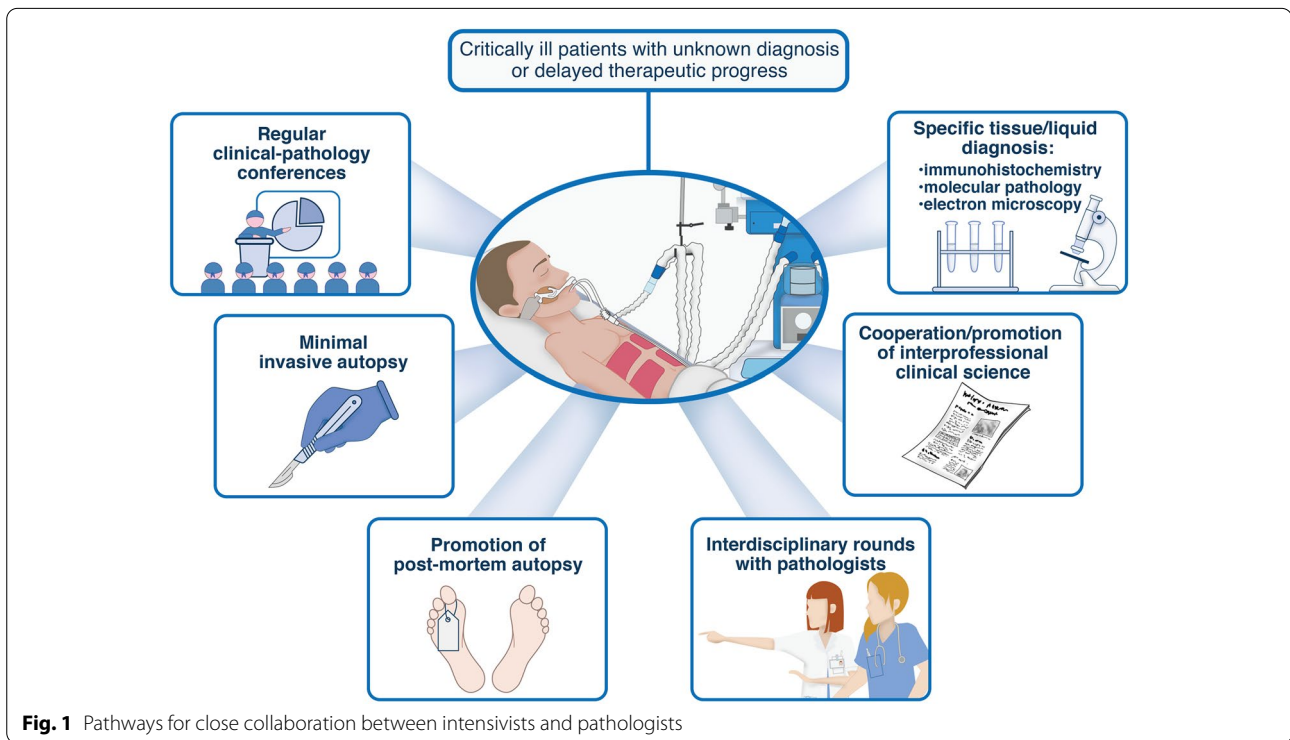 Critically ill patients with unknown diagnosis
or delayed therapeutic progress
Regular
clinical-pathology
conferences
Specific tissue/liquid
diagnosis:
•immunohistochemistry
•molecular pathology
•electron microscopy
Minimal
invasive autopsy
Cooperation/promotion
of interprofessional
clinical science
Promotion of
post-mortem autopsy
Interdisciplinary rounds
with pathologists
Fig. 1 Pathways for close collaboration between intensivists and pathologists